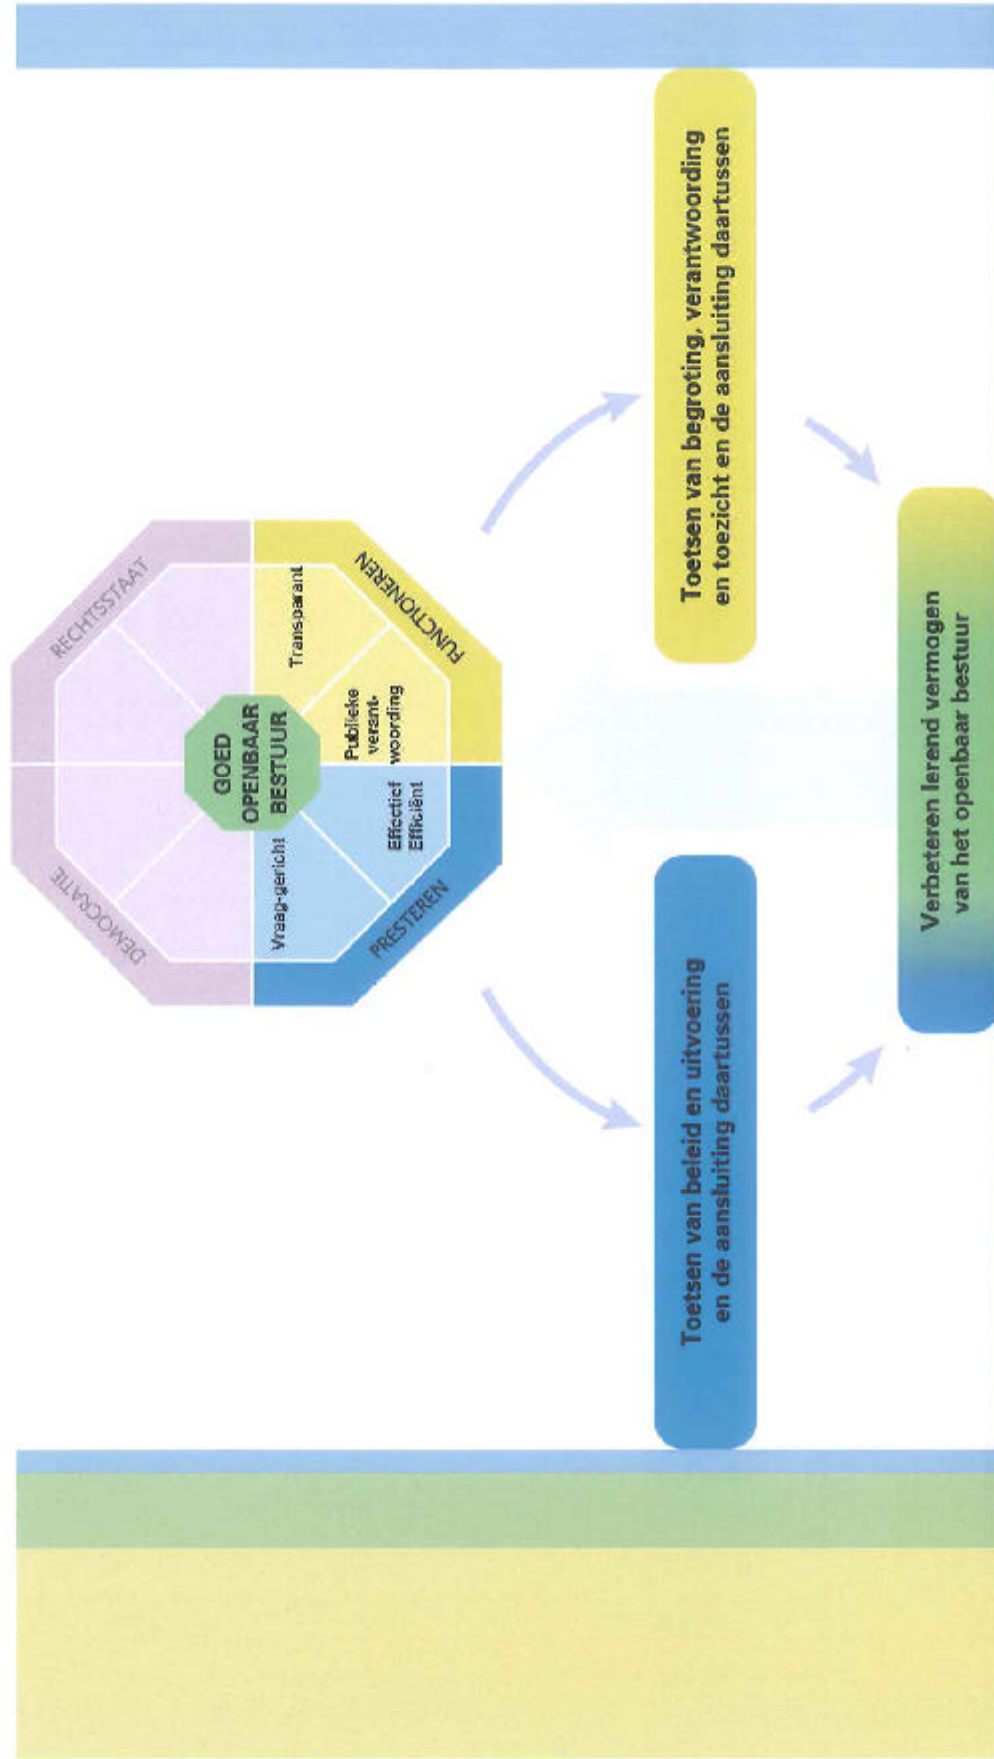 DEMOCRATIE
RECHTSSTAAT
GOED
OPENBAAR
BESTUUR
Vraag-gericht
Transparant
Effectief
Efficiënt
Publieke
verant-
woording
PRESTEREN
FUNCTIONEREN
Toetsen van beleid en uitvoering
en de aansluiting daartussen
Toetsen van begroting, verantwoording
en toezicht en de aansluiting daartussen
Verbeteren lerend vermogen
van het openbaar bestuur